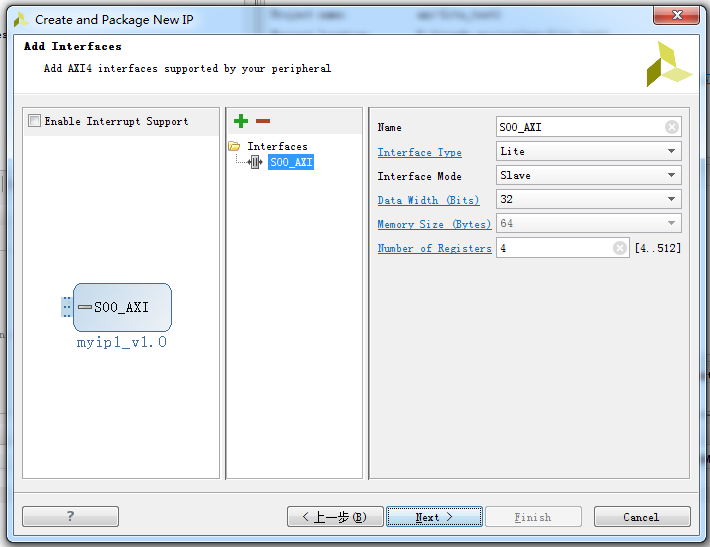 Create and Package New IP
Add Interfaces
Add AXI4 interfaces supported by your peripheral
Enable Interrupt Support
Interfaces
S00_AXI
S00_AXI
myip1_v1.0
Name S00_AXI
Interface Type Lite
Interface Mode Slave
Data Width (Bits) 32
Memory Size (Bytes) 64
Number of Registers 4 [4..512]
? < 上一步(B) Next > Finish Cancel